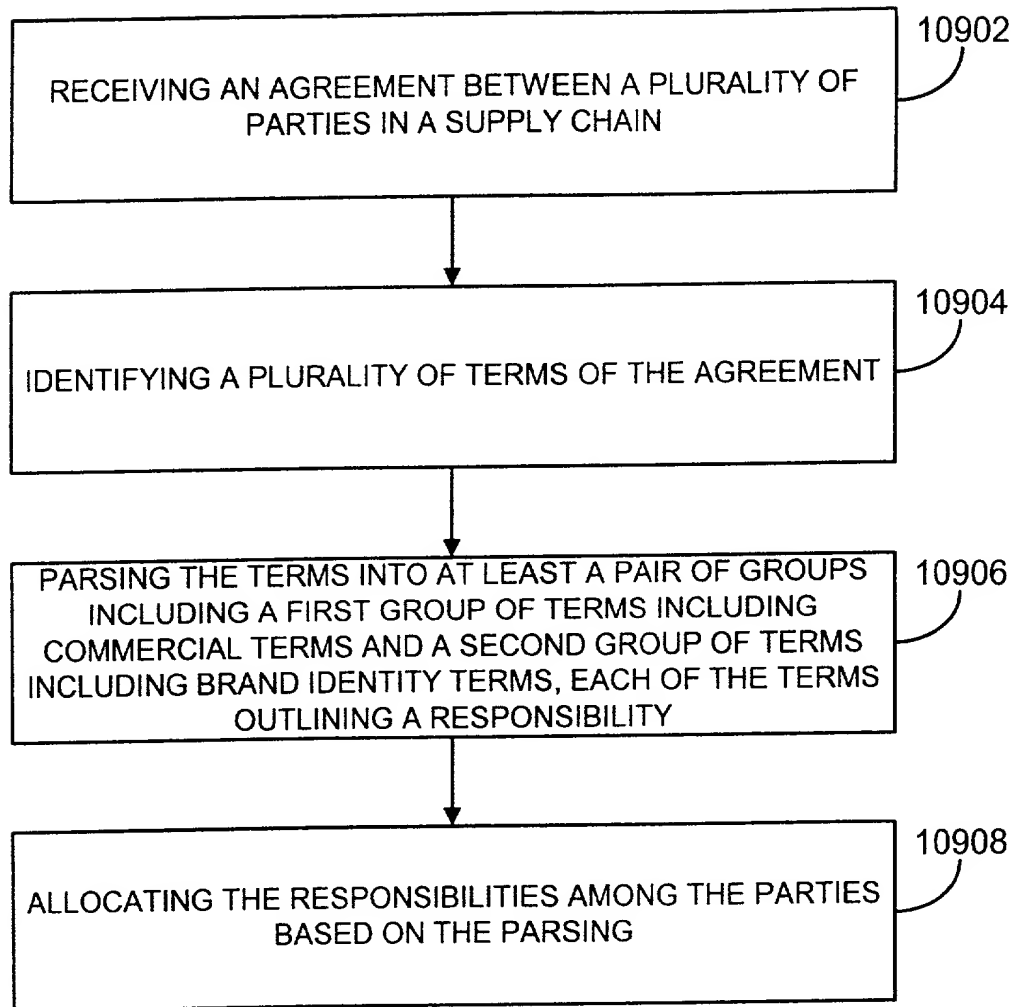 10902
RECEIVING AN AGREEMENT BETWEEN A PLURALITY OF
PARTIES IN A SUPPLY CHAIN
10904
IDENTIFYING A PLURALITY OF TERMS OF THE AGREEMENT
10906
PARSING THE TERMS INTO AT LEAST A PAIR OF GROUPS
INCLUDING A FIRST GROUP OF TERMS INCLUDING
COMMERCIAL TERMS AND A SECOND GROUP OF TERMS
INCLUDING BRAND IDENTITY TERMS, EACH OF THE TERMS
OUTLINING A RESPONSIBILITY
10908
ALLOCATING THE RESPONSIBILITIES AMONG THE PARTIES
BASED ON THE PARSING